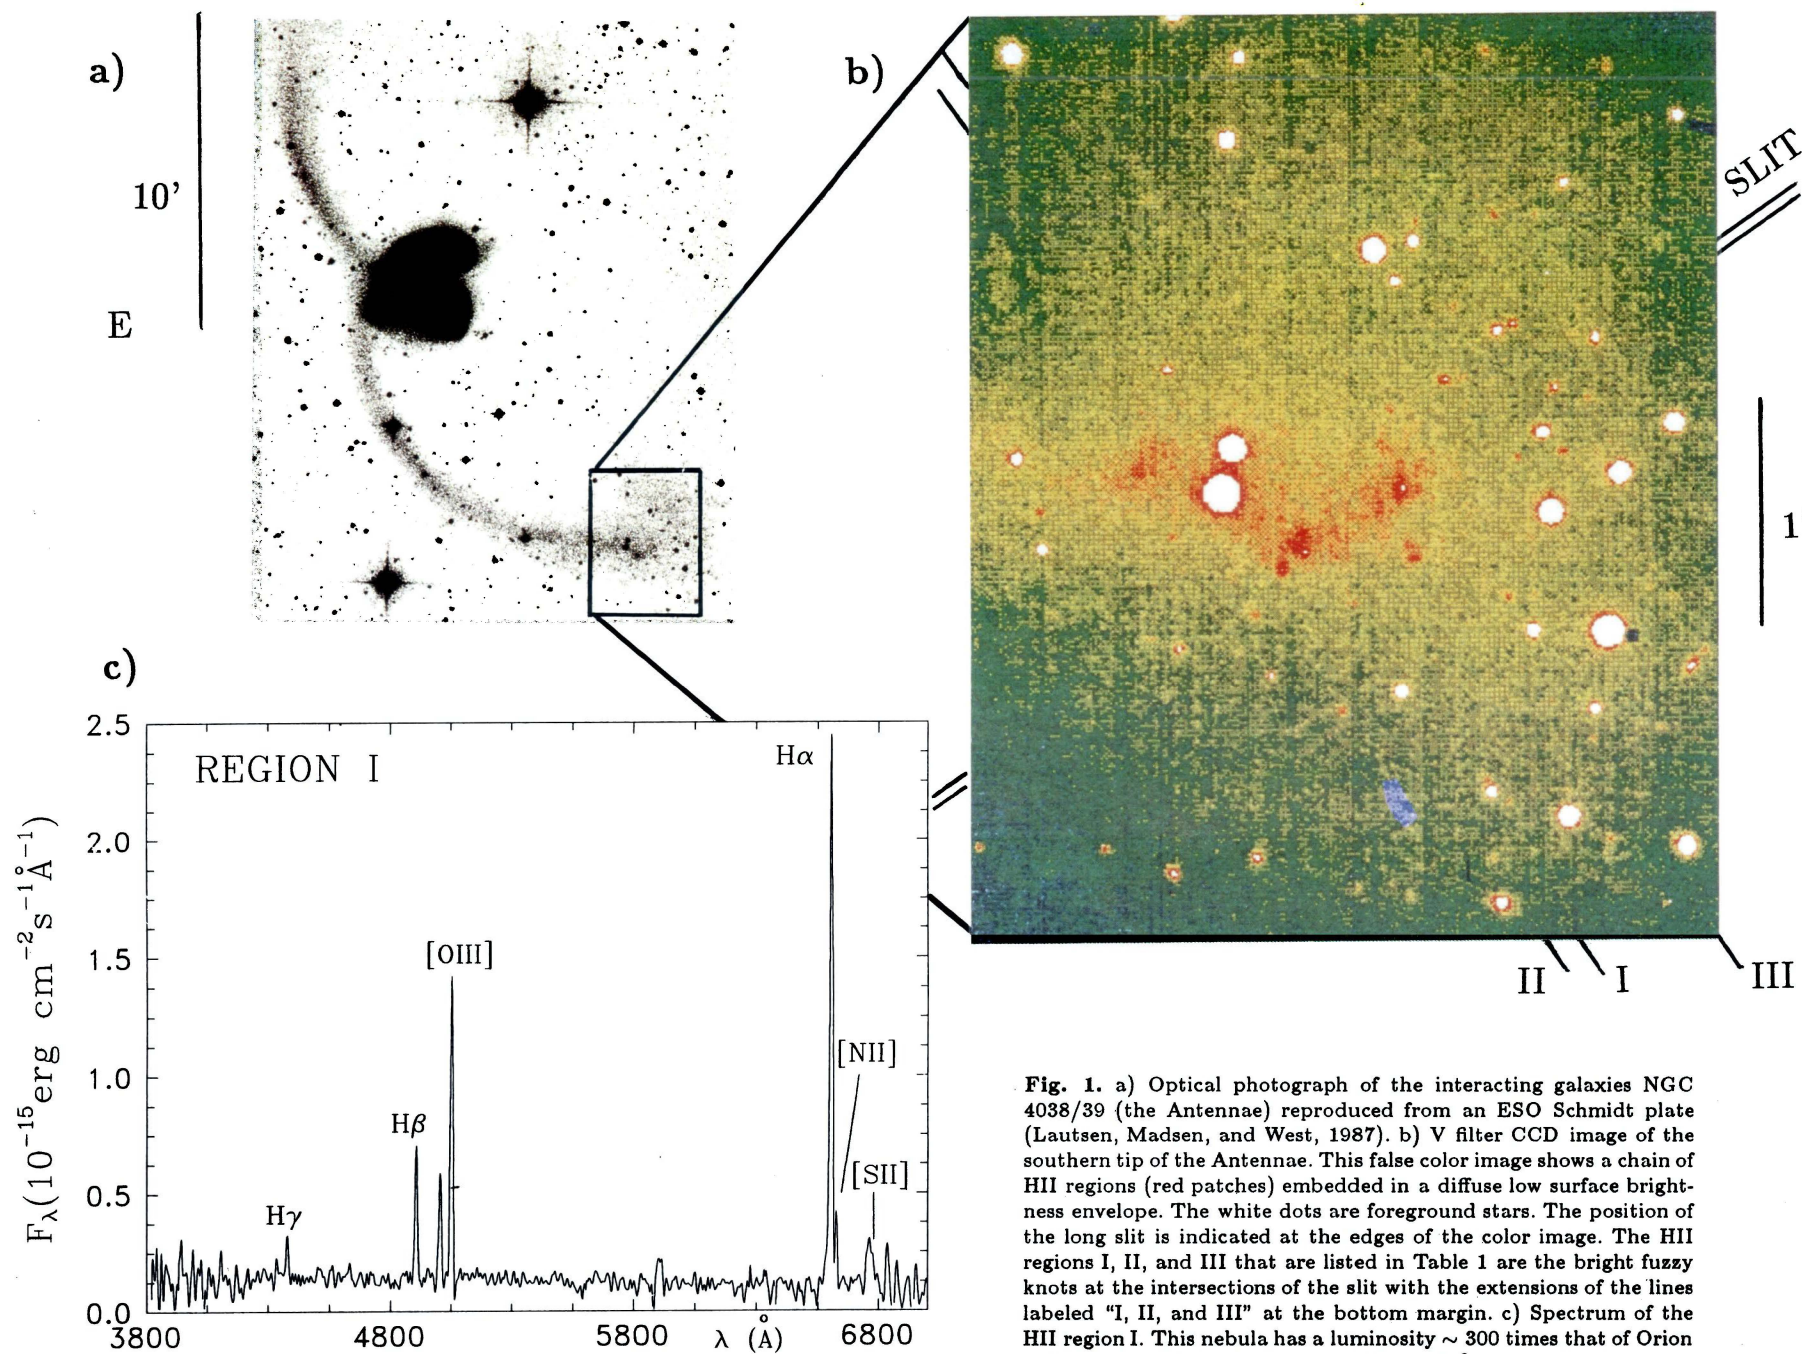 a)
10'
E
b)
SLIT
1
II I III
c)
REGION I
Hα
[OIII]
[NII]
Hβ
[SII]
Hγ
2.5
2.0
1.5
1.0
0.5
0.0
Fλ(10⁻¹⁵erg cm⁻²s⁻¹Å⁻¹)
3800 4800 5800 λ (Å) 6800
Fig. 1. a) Optical photograph of the interacting galaxies NGC
4038/39 (the Antennae) reproduced from an ESO Schmidt plate
(Lautsen, Madsen, and West, 1987). b) V filter CCD image of the
southern tip of the Antennae. This false color image shows a chain of
HII regions (red patches) embedded in a diffuse low surface bright-
ness envelope. The white dots are foreground stars. The position of
the long slit is indicated at the edges of the color image. The HII
regions I, II, and III that are listed in Table 1 are the bright fuzzy
knots at the intersections of the slit with the extensions of the lines
labeled "I, II, and III" at the bottom margin. c) Spectrum of the
HII region I. This nebula has a luminosity ~ 300 times that of Orion